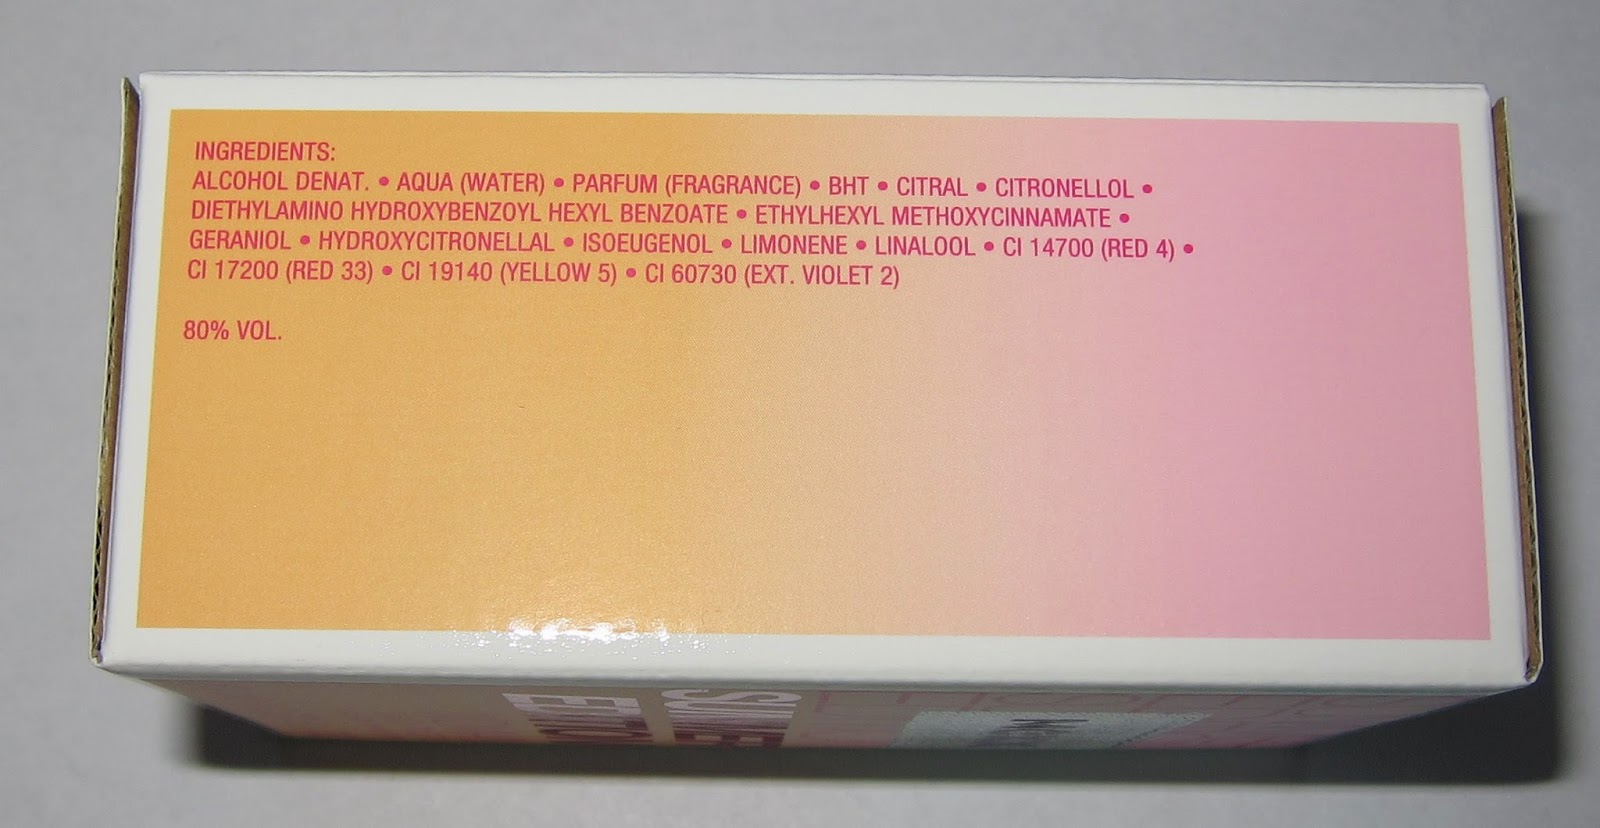 INGREDIENTS:
ALCOHOL DENAT. • AQUA (WATER) • PARFUM (FRAGRANCE) • BHT • CITRAL • CITRONELLOL •
DIETHYLAMINO HYDROXYBENZOYL HEXYL BENZOATE • ETHYLHEXYL METHOXYCINNAMATE •
GERANIOL • HYDROXYCITRONELLAL • ISOEUGENOL • LIMONENE • LINALOOL • CI 14700 (RED 4) •
CI 17200 (RED 33) • CI 19140 (YELLOW 5) • CI 60730 (EXT. VIOLET 2)
80% VOL.